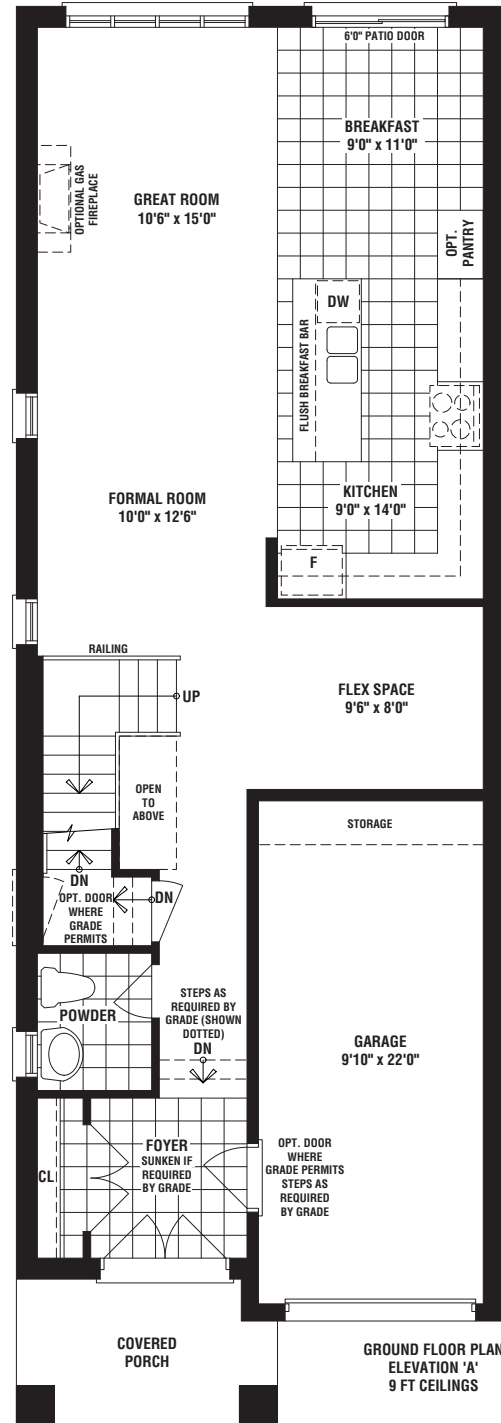 6'0" PATIO DOOR
BREAKFAST
9'0" x 11'0"
OPTIONAL GAS
FIREPLACE
GREAT ROOM
10'6" x 15'0"
OPT.
PANTRY
DW
FLUSH BREAKFAST BAR
FORMAL ROOM
10'0" x 12'6"
KITCHEN
9'0" x 14'0"
F
RAILING
UP
FLEX SPACE
9'6" x 8'0"
OPEN
TO
ABOVE
STORAGE
DN
OPT. DOOR
WHERE
GRADE
PERMITS
DN
POWDER
STEPS AS
REQUIRED BY
GRADE (SHOWN
DOTTED)
DN
GARAGE
9'10" x 22'0"
CL
FOYER
SUNKEN IF
REQUIRED
BY GRADE
OPT. DOOR
WHERE
GRADE PERMITS
STEPS AS
REQUIRED
BY GRADE
COVERED
PORCH
GROUND FLOOR PLAN
ELEVATION 'A'
9 FT CEILINGS